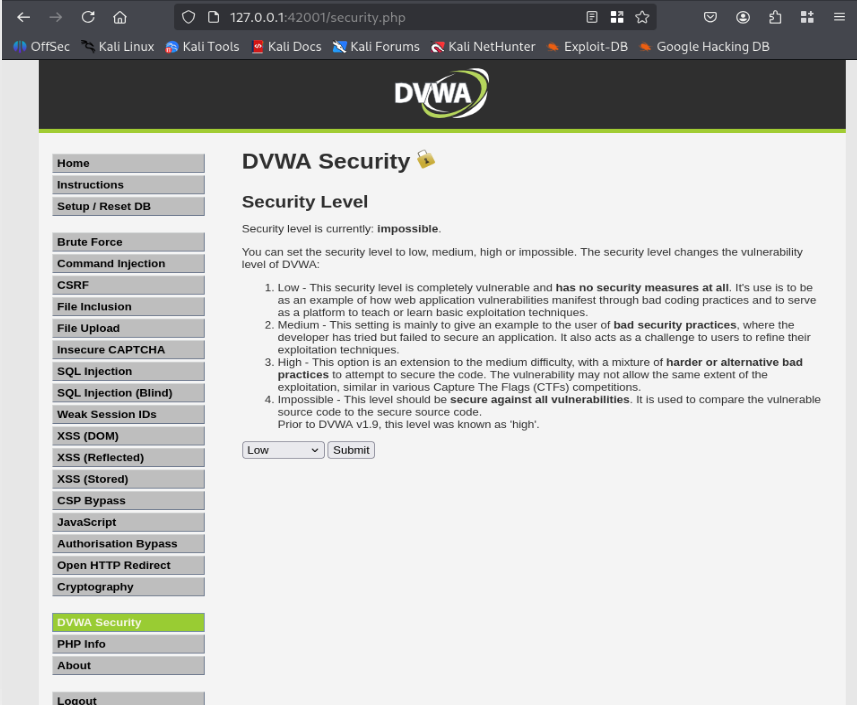 127.0.0.1:42001/security.php
OffSec Kali Linux Kali Tools Kali Docs Kali Forums Kali NetHunter Exploit-DB Google Hacking DB
DVWA
Home
Instructions
Setup / Reset DB
Brute Force
Command Injection
CSRF
File Inclusion
File Upload
Insecure CAPTCHA
SQL Injection
SQL Injection (Blind)
Weak Session IDs
XSS (DOM)
XSS (Reflected)
XSS (Stored)
CSP Bypass
JavaScript
Authorisation Bypass
Open HTTP Redirect
Cryptography
DVWA Security
PHP Info
About
Logout
DVWA Security
Security Level
Security level is currently: impossible.
You can set the security level to low, medium, high or impossible. The security level changes the vulnerability
level of DVWA:
1. Low - This security level is completely vulnerable and has no security measures at all. It's use is to be
as an example of how web application vulnerabilities manifest through bad coding practices and to serve
as a platform to teach or learn basic exploitation techniques.
2. Medium - This setting is mainly to give an example to the user of bad security practices, where the
developer has tried but failed to secure an application. It also acts as a challenge to users to refine their
exploitation techniques.
3. High - This option is an extension to the medium difficulty, with a mixture of harder or alternative bad
practices to attempt to secure the code. The vulnerability may not allow the same extent of the
exploitation, similar in various Capture The Flags (CTFs) competitions.
4. Impossible - This level should be secure against all vulnerabilities. It is used to compare the vulnerable
source code to the secure source code.
Prior to DVWA v1.9, this level was known as 'high'.
Low Submit